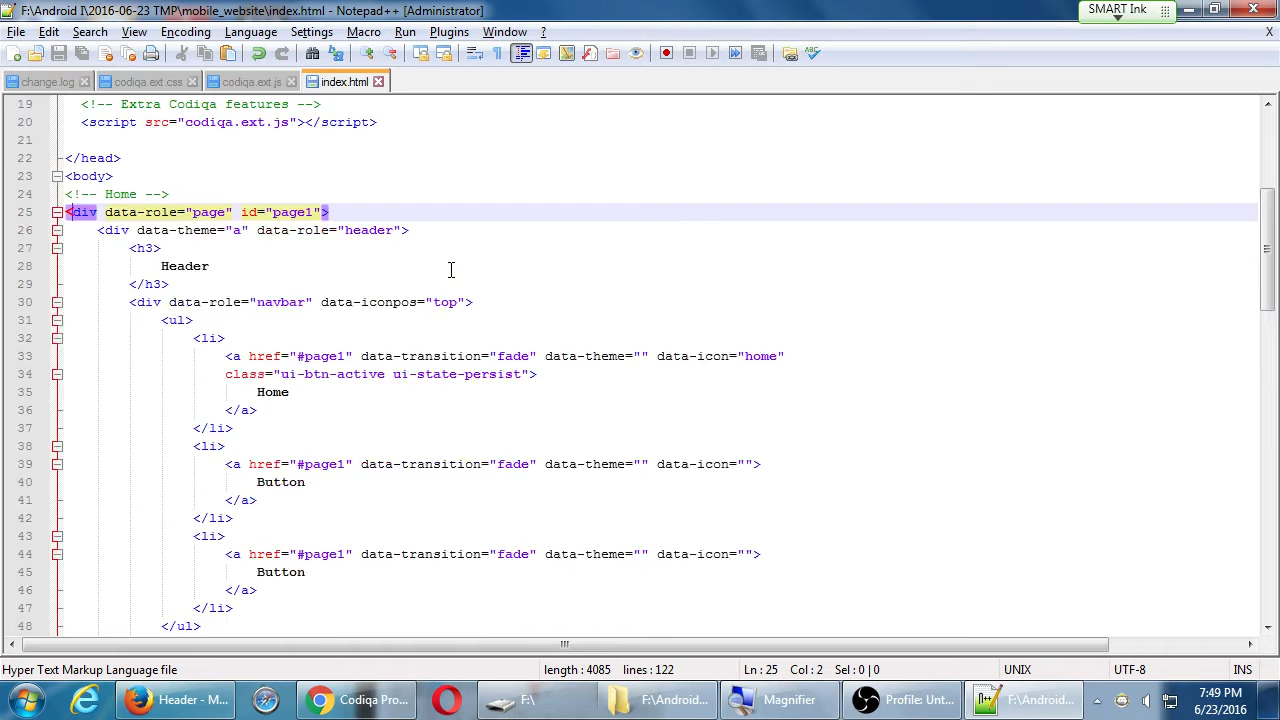 F:\Android I\2016-06-23 TMP\mobile_website\index.html - Notepad++ [Administrator]
SMART Ink
File Edit Search View Encoding Language Settings Macro Run Plugins Window ? X
change.log codiqa.ext.css codiqa.ext.js index.html
19 <!-- Extra Codiqa features -->
20 <script src="codiqa.ext.js"></script>
21
22 </head>
23 <body>
24 <!-- Home -->
25 <div data-role="page" id="page1">
26 <div data-theme="a" data-role="header">
27 <h3>
28 Header
29 </h3>
30 <div data-role="navbar" data-iconpos="top">
31 <ul>
32 <li>
33 <a href="#page1" data-transition="fade" data-theme="" data-icon="home"
34 class="ui-btn-active ui-state-persist">
35 Home
36 </a>
37 </li>
38 <li>
39 <a href="#page1" data-transition="fade" data-theme="" data-icon="">
40 Button
41 </a>
42 </li>
43 <li>
44 <a href="#page1" data-transition="fade" data-theme="" data-icon="">
45 Button
46 </a>
47 </li>
48 </ul>
Hyper Text Markup Language file length : 4085 lines : 122 Ln : 25 Col : 2 Sel : 0 | 0 UNIX UTF-8 INS
Header - M... Codiqa Pro... F:\ F:\Android... Magnifier Profile: Unt... F:\Android... 7:49 PM
6/23/2016